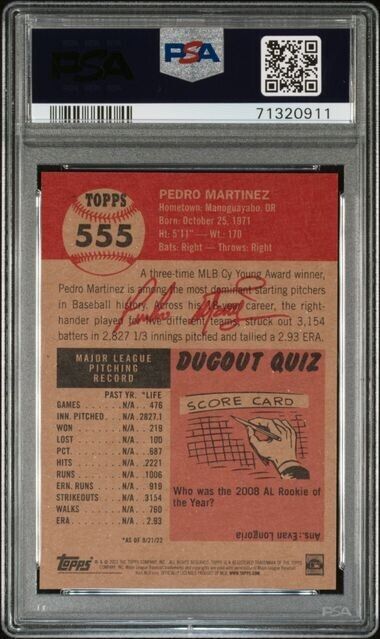 PSA
PSA
71320911
TOPPS
555
PEDRO MARTINEZ
Hometown: Manoguayabo, DR
Born: October 25, 1971
Ht: 5'11" — Wt.: 170
Bats: Right — Throws: Right
A three-time MLB Cy Young Award winner,
Pedro Martinez is among the most dominant starting pitchers
in Baseball history. Across his 18-year career, the right-
hander played for five different teams, struck out 3,154
batters in 2,827 1/3 innings pitched and tallied a 2.93 ERA.
MAJOR LEAGUE
PITCHING
RECORD
PAST YR. *LIFE
GAMES N/A 476
INN. PITCHED N/A 2827.1
WON N/A 219
LOST N/A 100
PCT. N/A .687
HITS N/A 2221
RUNS N/A 1006
ERN. RUNS N/A 919
STRIKEOUTS N/A 3154
WALKS N/A 760
ERA N/A 2.93
*AS OF 9/21/22
DUGOUT QUIZ
SCORE CARD
Who was the 2008 AL Rookie of
the Year?
Ans: Evan Longoria
Topps